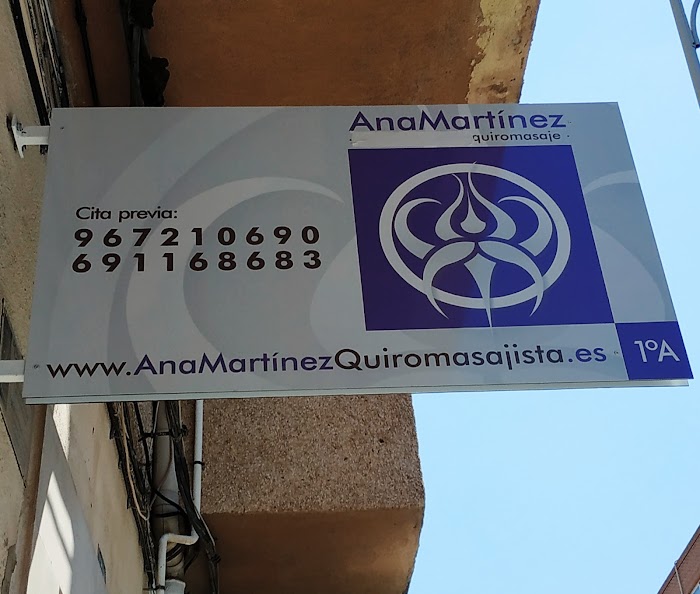 AnaMartínez
quiromasaje
Cita previa:
967210690
691168683
www.AnaMartínezQuiromasajista.es
1ºA